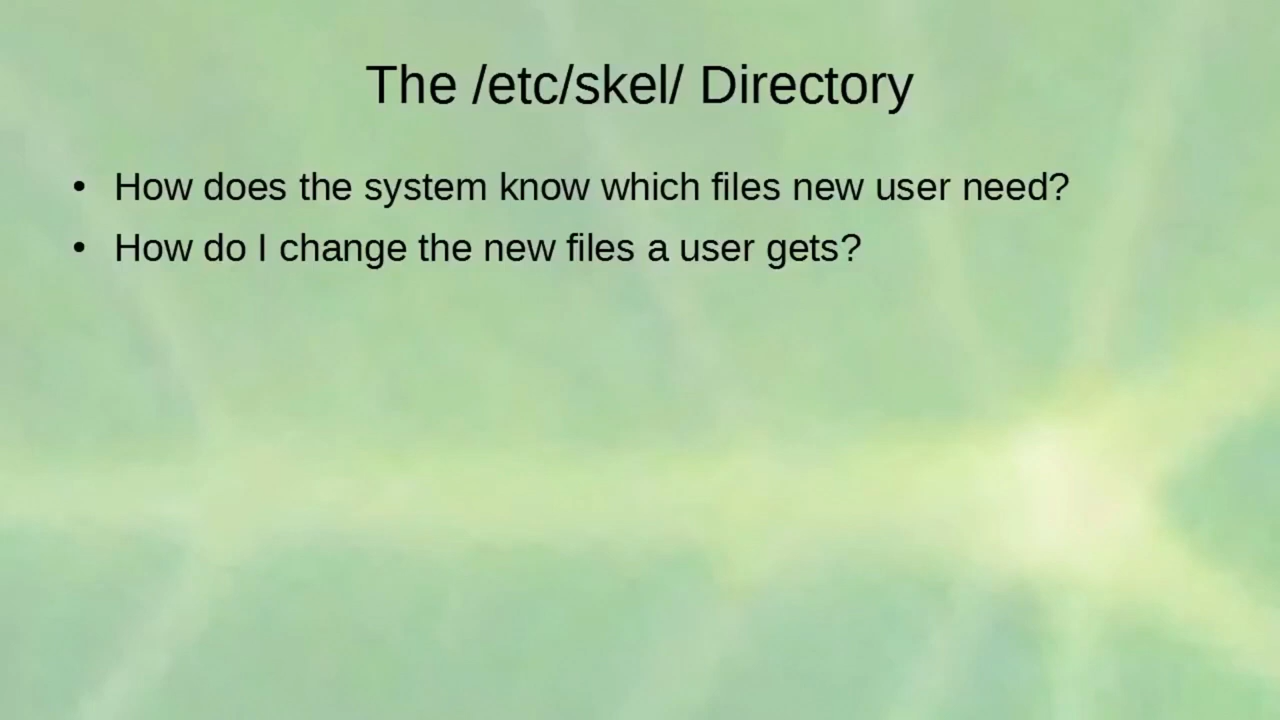 The /etc/skel/ Directory
• How does the system know which files new user need?
• How do I change the new files a user gets?